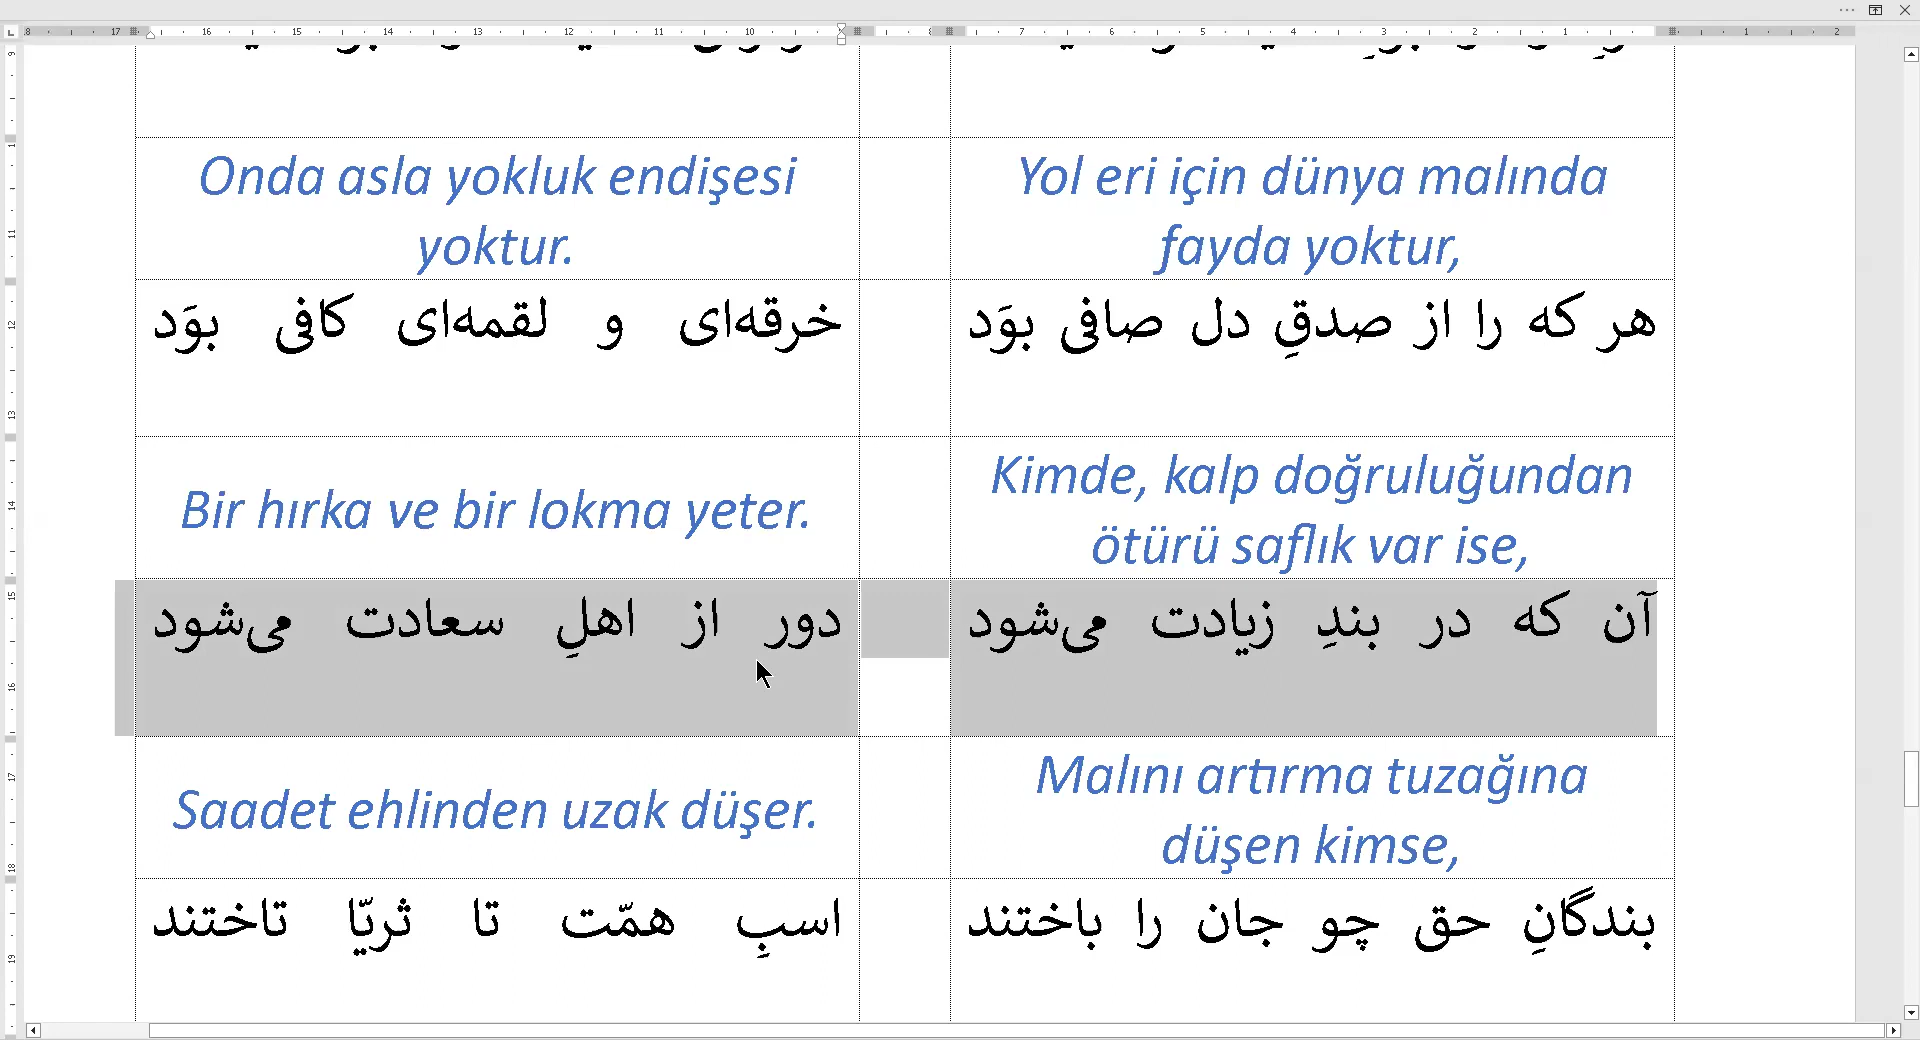 Yol eri için dünya malında
fayda yoktur,
Onda asla yokluk endişesi
yoktur.
هر که را از صدقِ دل صافی بوَد
خرقه‌ای و لقمه‌ای کافی بوَد
Kimde, kalp doğruluğundan
ötürü saflık var ise,
Bir hırka ve bir lokma yeter.
آن که در بندِ زیادت می‌شود
دور از اهلِ سعادت می‌شود
Malını artırma tuzağına
düşen kimse,
Saadet ehlinden uzak düşer.
بندگانِ حق چو جان را باختند
اسبِ همّت تا ثریّا تاختند